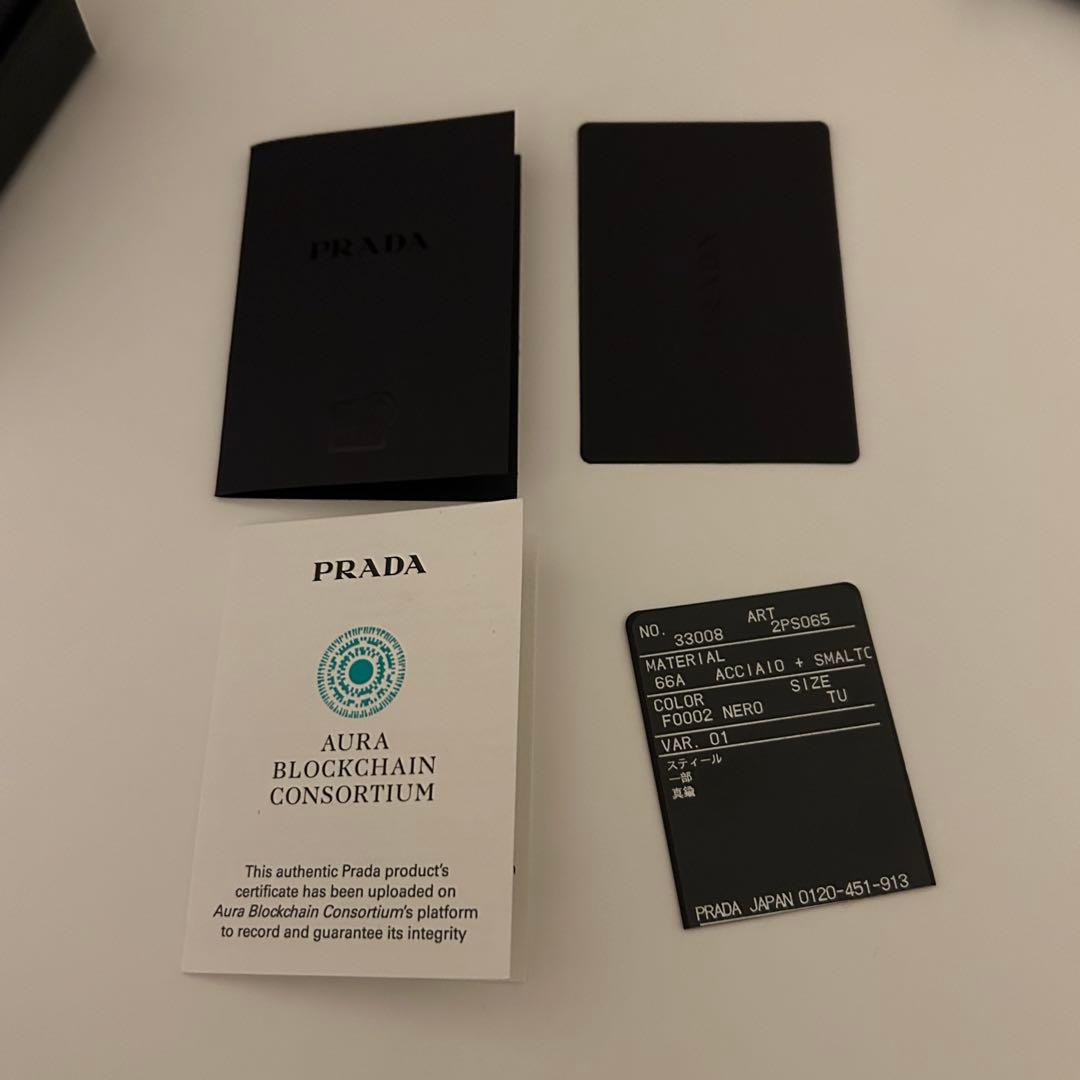 PRADA
PRADA
PRADA
AURA
BLOCKCHAIN
CONSORTIUM
This authentic Prada product's
certificate has been uploaded on
Aura Blockchain Consortium's platform
to record and guarantee its integrity
NO. 33008 ART 2PS065
MATERIAL
66A ACCIAIO + SMALTO
COLOR SIZE
F0002 NERO TU
VAR. 01
スティール
一部
真鍮
PRADA JAPAN 0120-451-913